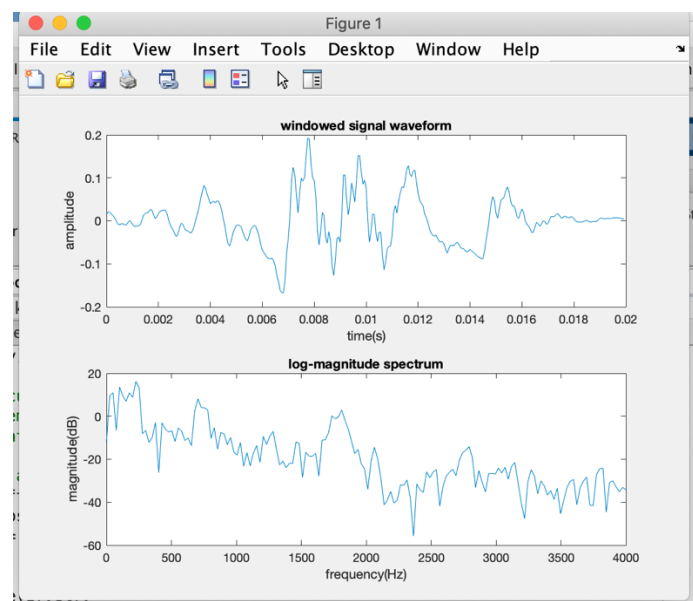 Figure 1
File Edit View Insert Tools Desktop Window Help
windowed signal waveform
0.2
0.1
0
-0.1
-0.2
amplitude
0 0.002 0.004 0.006 0.008 0.01 0.012 0.014 0.016 0.018 0.02
time(s)
log-magnitude spectrum
20
0
-20
-40
-60
magnitude(dB)
0 500 1000 1500 2000 2500 3000 3500 4000
frequency(Hz)